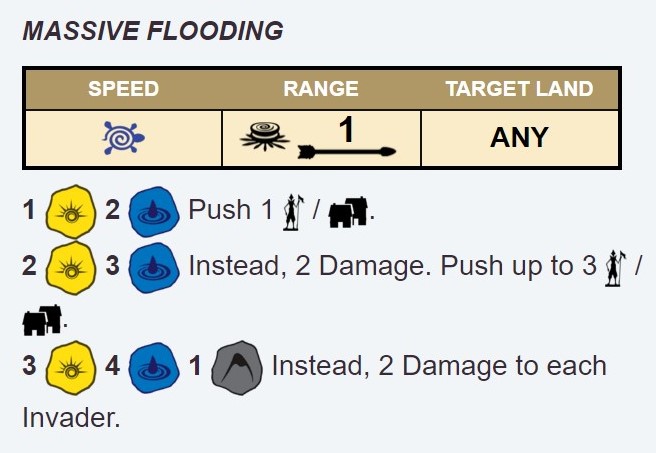 MASSIVE FLOODING
SPEED RANGE TARGET LAND
1 ANY
1 2 Push 1 / .
2 3 Instead, 2 Damage. Push up to 3 /
.
3 4 1 Instead, 2 Damage to each
Invader.